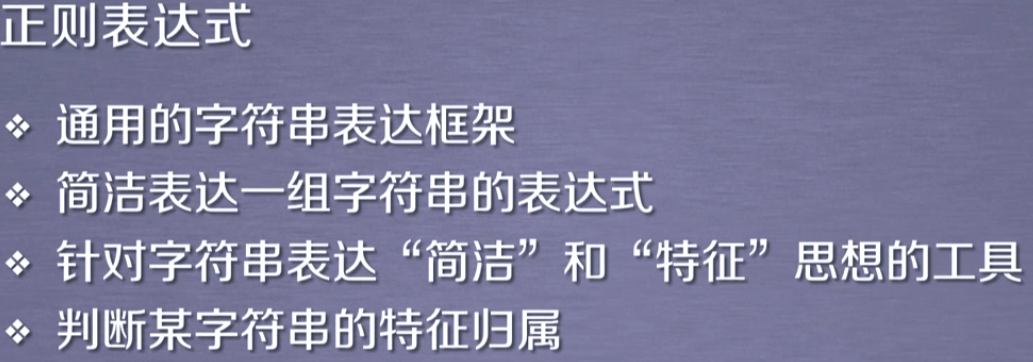 正则表达式
❖ 通用的字符串表达框架
❖ 简洁表达一组字符串的表达式
❖ 针对字符串表达“简洁”和“特征”思想的工具
❖ 判断某字符串的特征归属